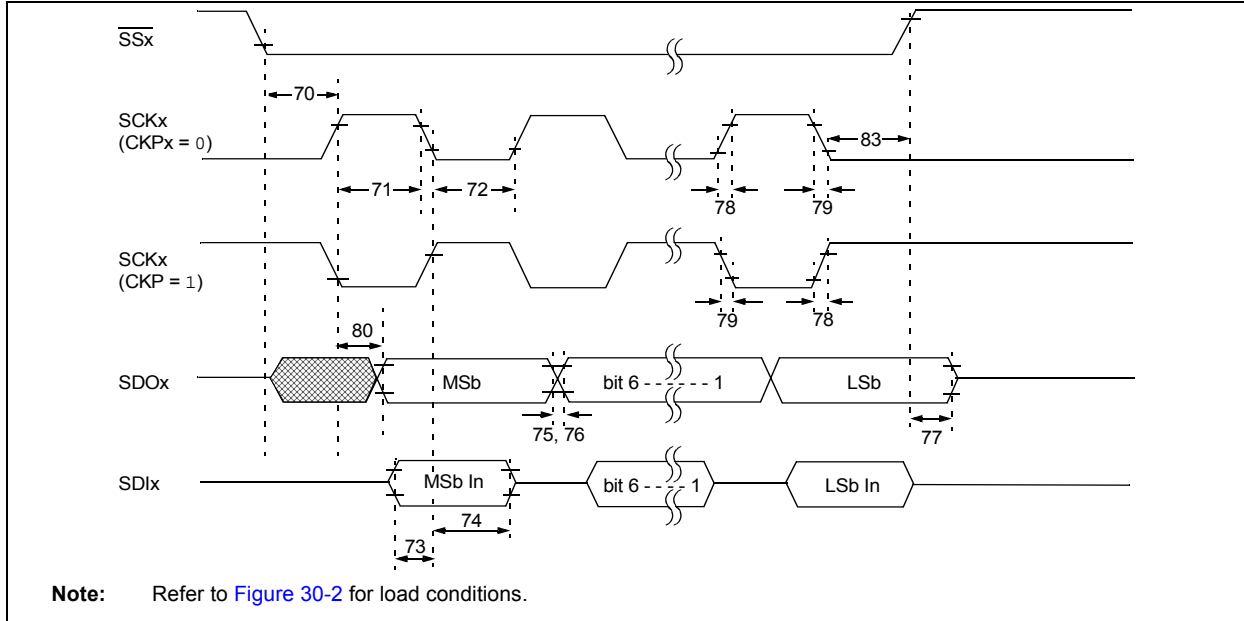 SSx
70
SCKx
(CKPx = 0)
83
71
72
78
79
SCKx
(CKP = 1)
79
78
80
SDOx
MSb
bit 6 - - - - - - 1
LSb
75, 76
77
SDIx
MSb In
bit 6 - - - - 1
LSb In
74
73
Note: Refer to Figure 30-2 for load conditions.